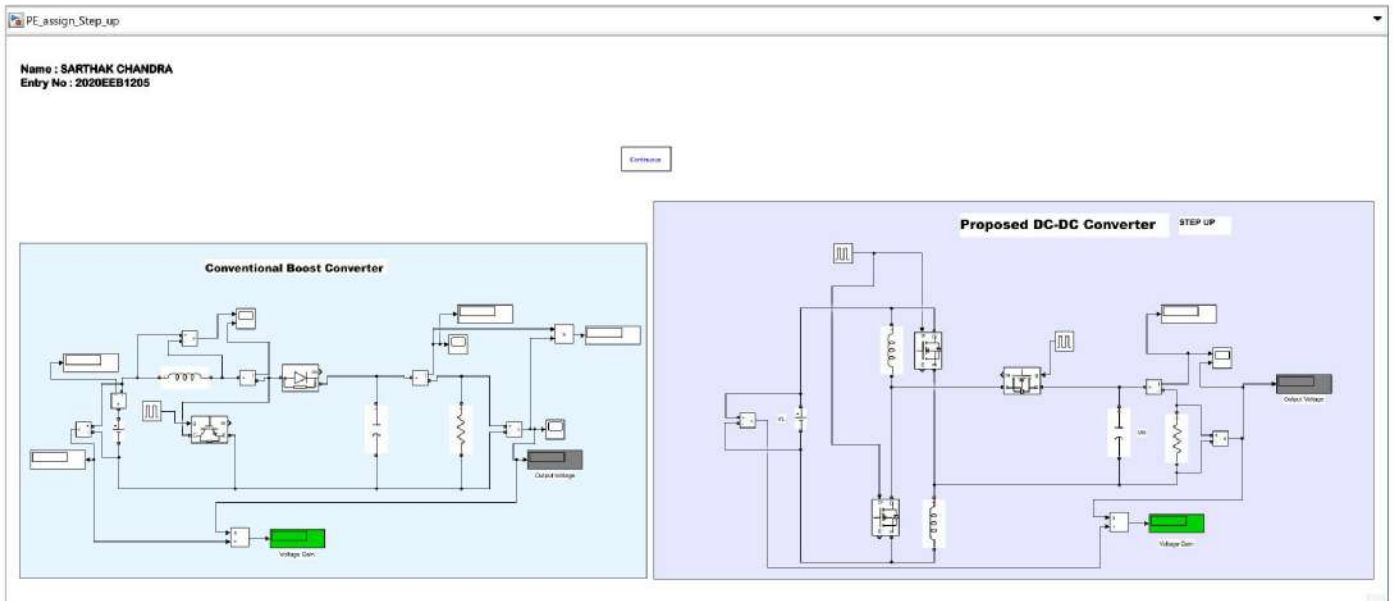 PE_assign_Step_up
Name : SARTHAK CHANDRA
Entry No : 2020EEB1205
Continuous
Proposed DC-DC Converter
STEP UP
Conventional Boost Converter
Output Voltage
Output Voltage
Voltage Gain
Voltage Gain